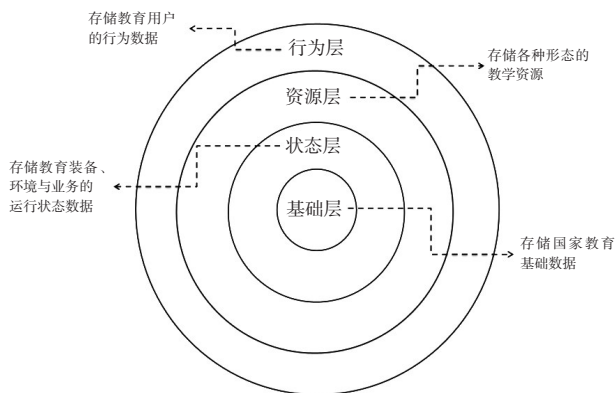 存储教育用户
的行为数据
行为层
存储各种形态的
教学资源
资源层
状态层
存储教育装备、
环境与业务的
运行状态数据
基础层
存储国家教育
基础数据